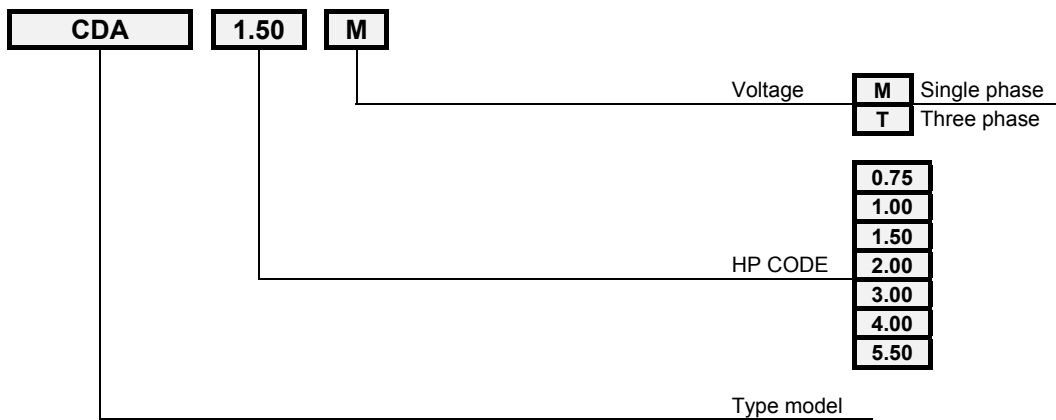 CDA 1.50 M
Voltage M Single phase
T Three phase
0.75
1.00
1.50
HP CODE 2.00
3.00
4.00
5.50
Type model